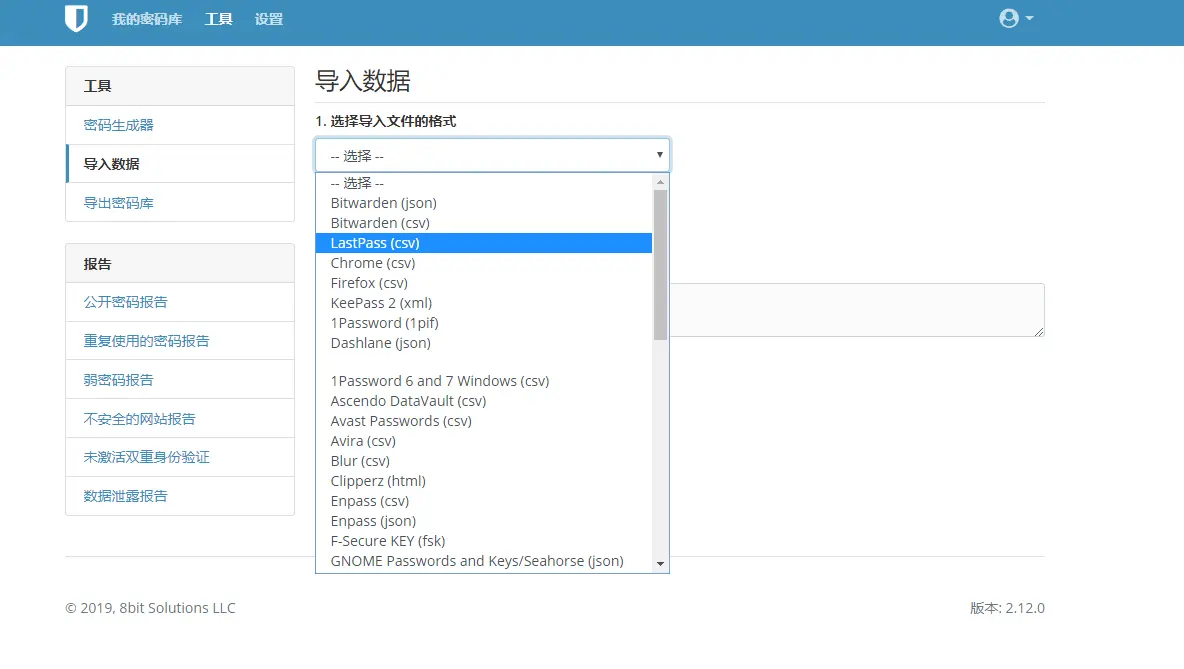 我的密码库 工具 设置
工具
密码生成器
导入数据
导出密码库
报告
公开密码报告
重复使用的密码报告
弱密码报告
不安全的网站报告
未激活双重身份验证
数据泄露报告
导入数据
1. 选择导入文件的格式
-- 选择 --
-- 选择 --
Bitwarden (json)
Bitwarden (csv)
LastPass (csv)
Chrome (csv)
Firefox (csv)
KeePass 2 (xml)
1Password (1pif)
Dashlane (json)
1Password 6 and 7 Windows (csv)
Ascendo DataVault (csv)
Avast Passwords (csv)
Avira (csv)
Blur (csv)
Clipperz (html)
Enpass (csv)
Enpass (json)
F-Secure KEY (fsk)
GNOME Passwords and Keys/Seahorse (json)
© 2019, 8bit Solutions LLC
版本: 2.12.0